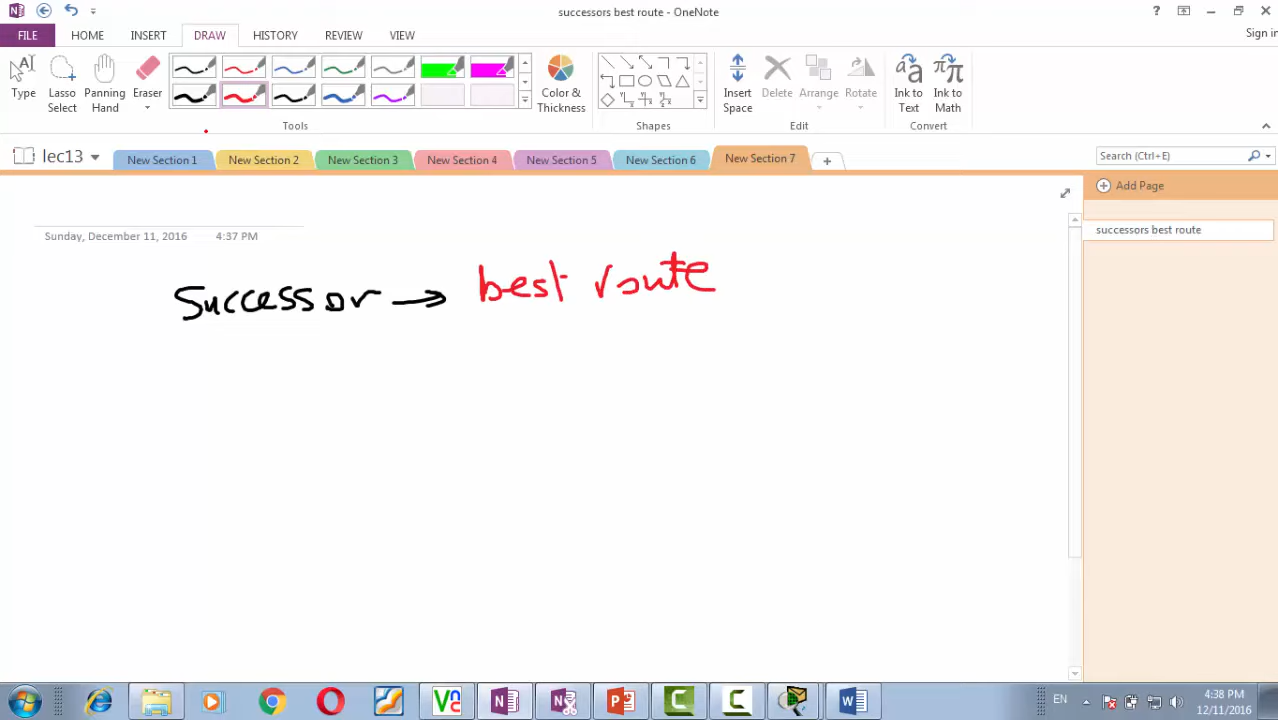 successors best route - OneNote
? Sign in
FILE HOME INSERT DRAW HISTORY REVIEW VIEW
Type Lasso Select Panning Hand Eraser Color & Thickness Insert Space Delete Arrange Rotate Ink to Text Ink to Math
Tools Shapes Edit Convert
lec13 New Section 1 New Section 2 New Section 3 New Section 4 New Section 5 New Section 6 New Section 7 Search (Ctrl+E)
Add Page
successors best route
Sunday, December 11, 2016 4:37 PM
Successor → best route
EN 4:38 PM
12/11/2016